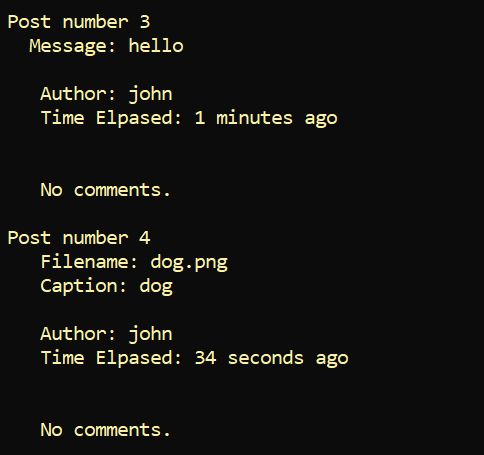 Post number 3
Message: hello
Author: john
Time Elpased: 1 minutes ago
No comments.
Post number 4
Filename: dog.png
Caption: dog
Author: john
Time Elpased: 34 seconds ago
No comments.